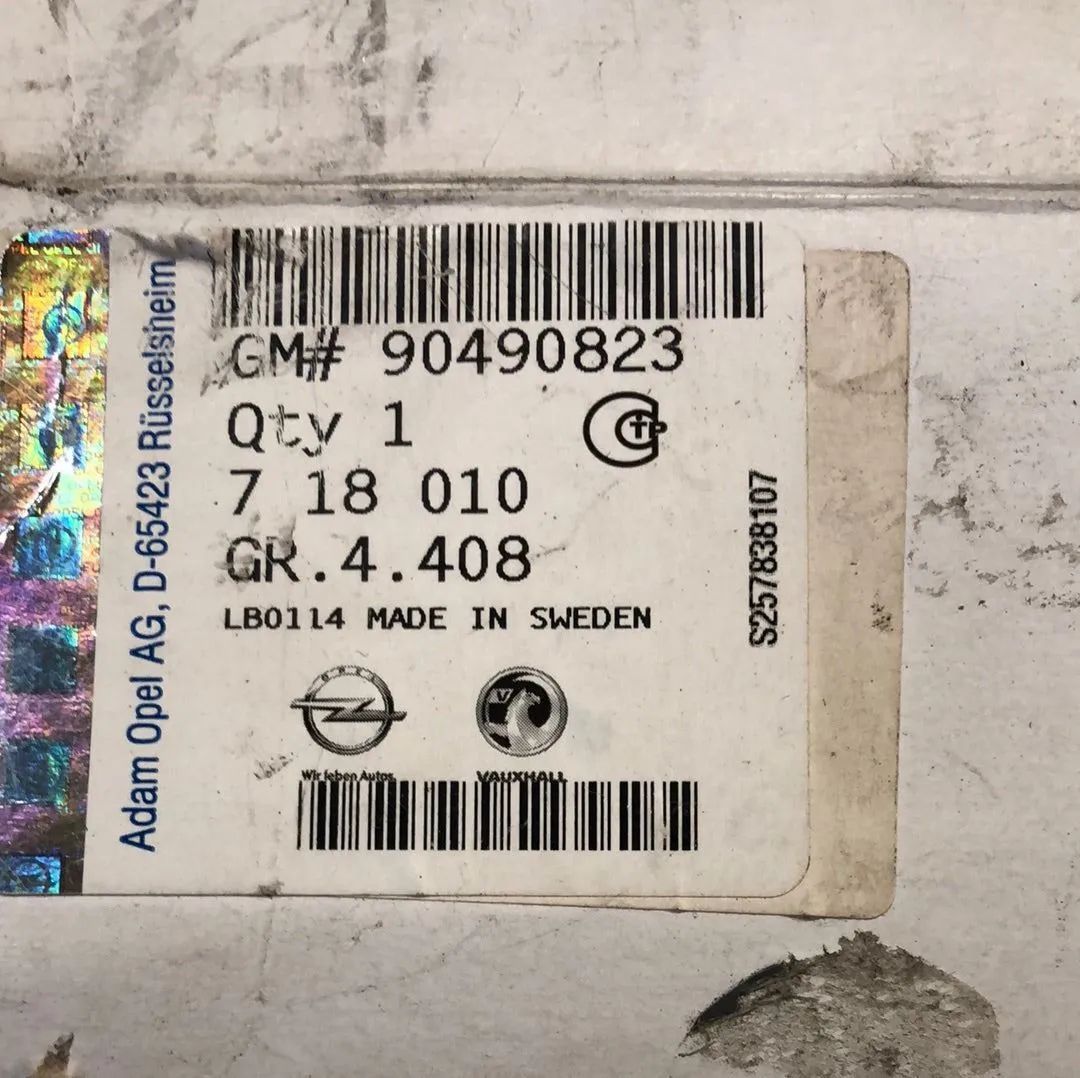 GM# 90490823
Qty 1
7 18 010
GR.4.408
LB0114 MADE IN SWEDEN
Wir leben Autos
VAUXHALL
Adam Opel AG, D-65423 Rüsselsheim
S257838107